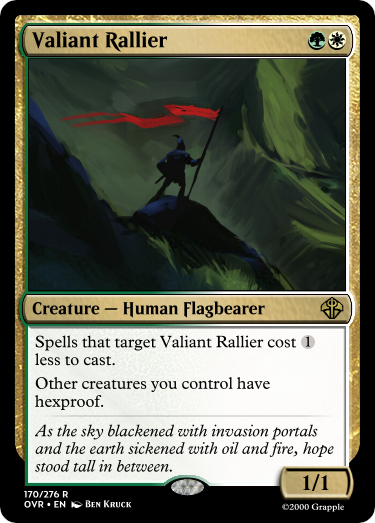 Valiant Rallier
Creature — Human Flagbearer
Spells that target Valiant Rallier cost 1
less to cast.
Other creatures you control have
hexproof.
As the sky blackened with invasion portals
and the earth sickened with oil and fire, hope
stood tall in between.
1/1
170/276 R
OVR • EN Ben Kruck
©2000 Grapple